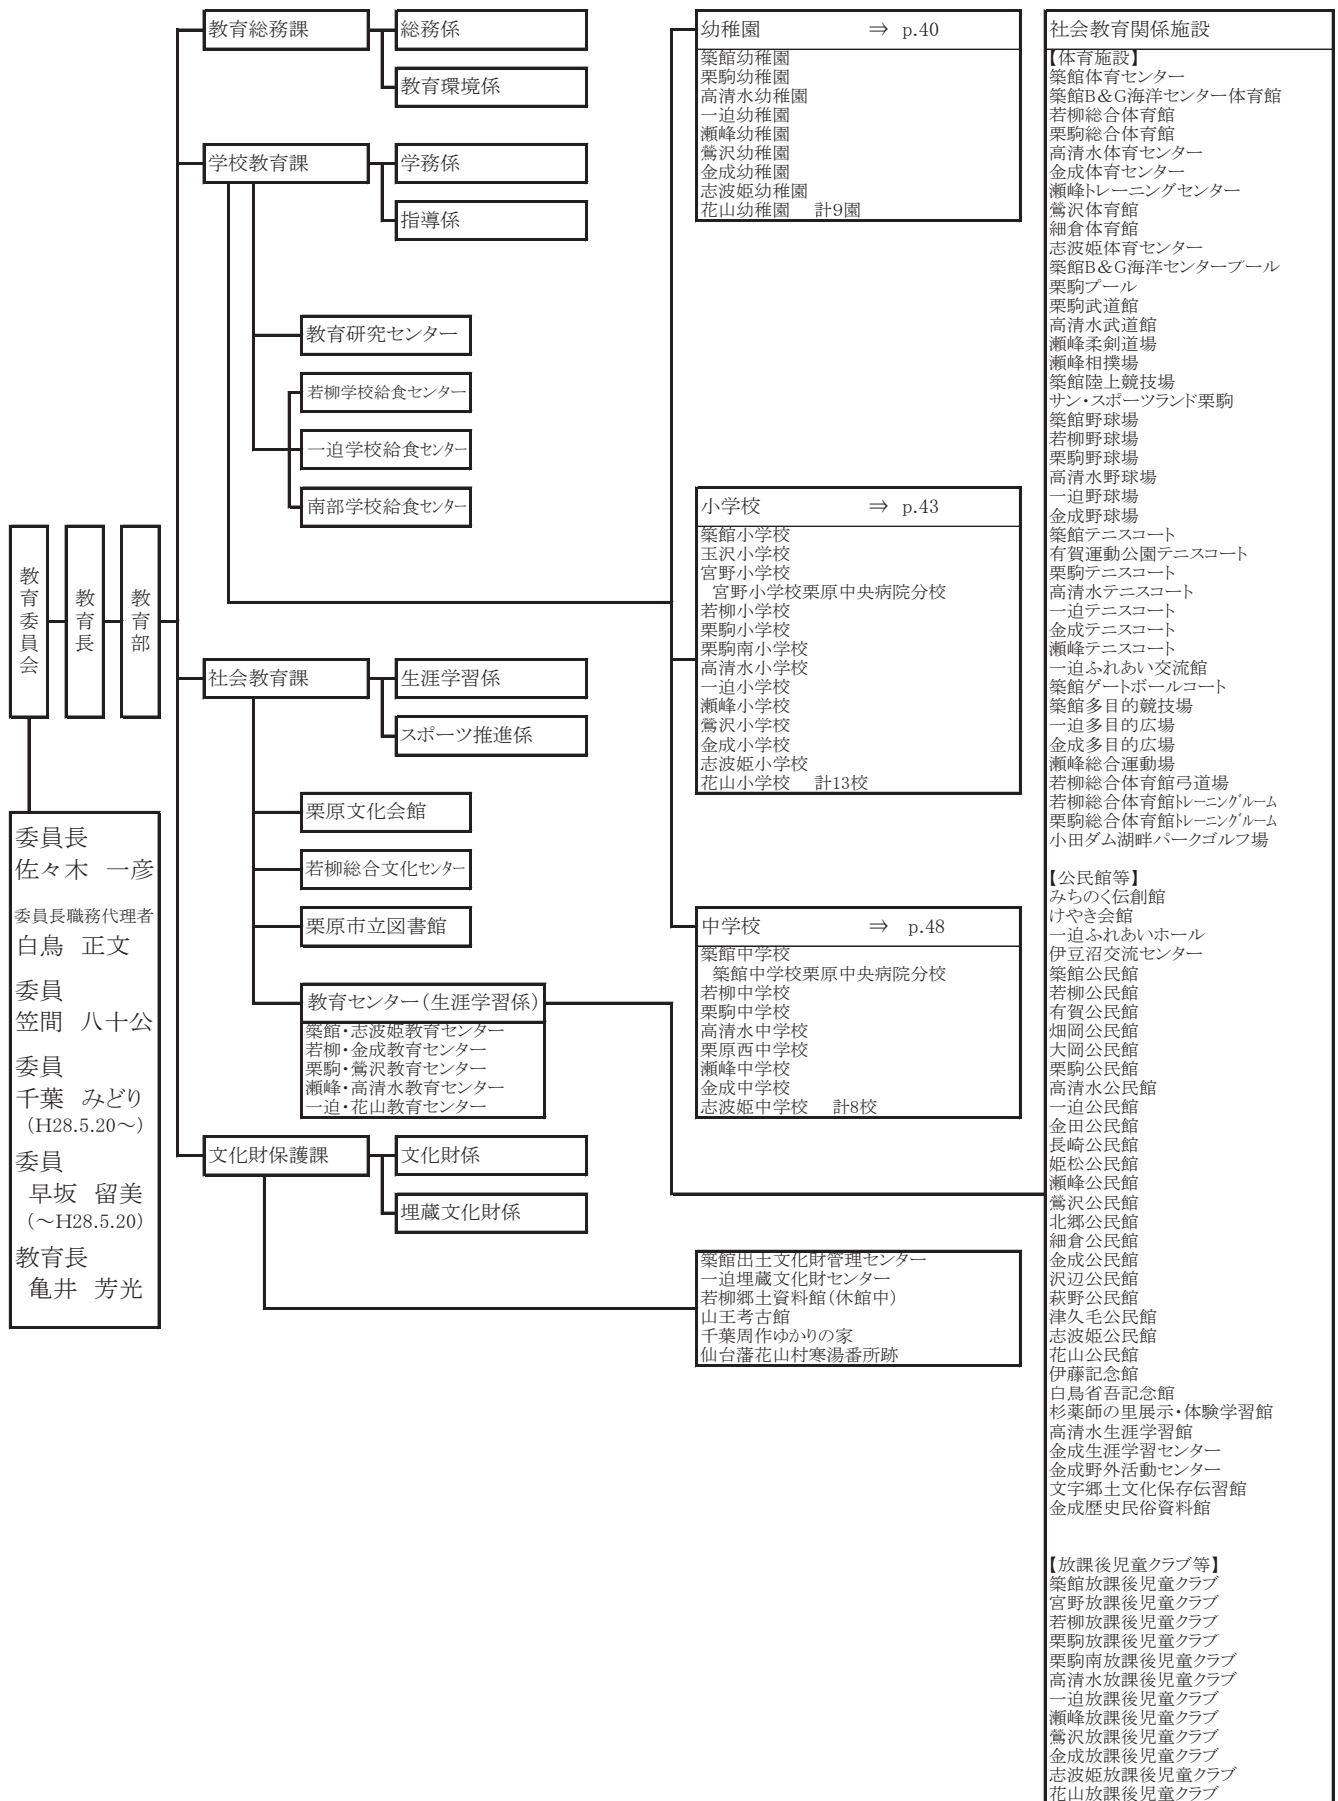 教育委員会
教育長
教育部
委員長
佐々木 一彦
委員長職務代理者
白鳥 正文
委員
笠間 八十公
委員
千葉 みどり
(H28.5.20～)
委員
早坂 留美
(～H28.5.20)
教育長
亀井 芳光
教育総務課
総務係
教育環境係
学校教育課
学務係
指導係
教育研究センター
若柳学校給食センター
一迫学校給食センター
南部学校給食センター
社会教育課
生涯学習係
スポーツ推進係
栗原文化会館
若柳総合文化センター
栗原市立図書館
教育センター(生涯学習係)
築館・志波姫教育センター
若柳・金成教育センター
栗駒・鶯沢教育センター
瀬峰・高清水教育センター
一迫・花山教育センター
文化財保護課
文化財係
埋蔵文化財係
幼稚園 ⇒ p.40
築館幼稚園
栗駒幼稚園
高清水幼稚園
一迫幼稚園
瀬峰幼稚園
鶯沢幼稚園
金成幼稚園
志波姫幼稚園
花山幼稚園 計9園
小学校 ⇒ p.43
築館小学校
玉沢小学校
宮野小学校
宮野小学校栗原中央病院分校
若柳小学校
栗駒小学校
栗駒南小学校
高清水小学校
一迫小学校
瀬峰小学校
鶯沢小学校
金成小学校
志波姫小学校
花山小学校 計13校
中学校 ⇒ p.48
築館中学校
築館中学校栗原中央病院分校
若柳中学校
栗駒中学校
高清水中学校
栗原西中学校
瀬峰中学校
金成中学校
志波姫中学校 計8校
築館出土文化財管理センター
一迫埋蔵文化財センター
若柳郷土資料館(休館中)
山王考古館
千葉周作ゆかりの家
仙台藩花山村寒湯番所跡
社会教育関係施設
【体育施設】
築館体育センター
築館B&G海洋センター体育館
若柳総合体育館
栗駒総合体育館
高清水体育センター
金成体育センター
瀬峰トレーニングセンター
鶯沢体育館
細倉体育館
志波姫体育センター
築館B&G海洋センタープール
栗駒プール
栗駒武道館
高清水武道館
瀬峰柔剣道場
瀬峰相撲場
築館陸上競技場
サン・スポーツランド栗駒
築館野球場
若柳野球場
栗駒野球場
高清水野球場
一迫野球場
金成野球場
築館テニスコート
有賀運動公園テニスコート
栗駒テニスコート
高清水テニスコート
一迫テニスコート
金成テニスコート
瀬峰テニスコート
一迫ふれあい交流館
築館ゲートボールコート
築館多目的競技場
一迫多目的広場
金成多目的広場
瀬峰総合運動場
若柳総合体育館弓道場
若柳総合体育館トレーニングルーム
栗駒総合体育館トレーニングルーム
小田ダム湖畔パークゴルフ場
【公民館等】
みちのく伝創館
けやき会館
一迫ふれあいホール
伊豆沼交流センター
築館公民館
若柳公民館
有賀公民館
畑岡公民館
大岡公民館
栗駒公民館
高清水公民館
一迫公民館
金田公民館
長崎公民館
姫松公民館
瀬峰公民館
鶯沢公民館
北郷公民館
細倉公民館
金成公民館
沢辺公民館
萩野公民館
津久毛公民館
志波姫公民館
花山公民館
伊藤記念館
白鳥省吾記念館
杉薬師の里展示・体験学習館
高清水生涯学習館
金成生涯学習センター
金成野外活動センター
文字郷土文化保存伝習館
金成歴史民俗資料館
【放課後児童クラブ等】
築館放課後児童クラブ
宮野放課後児童クラブ
若柳放課後児童クラブ
栗駒放課後児童クラブ
栗駒南放課後児童クラブ
高清水放課後児童クラブ
一迫放課後児童クラブ
瀬峰放課後児童クラブ
鶯沢放課後児童クラブ
金成放課後児童クラブ
志波姫放課後児童クラブ
花山放課後児童クラブ